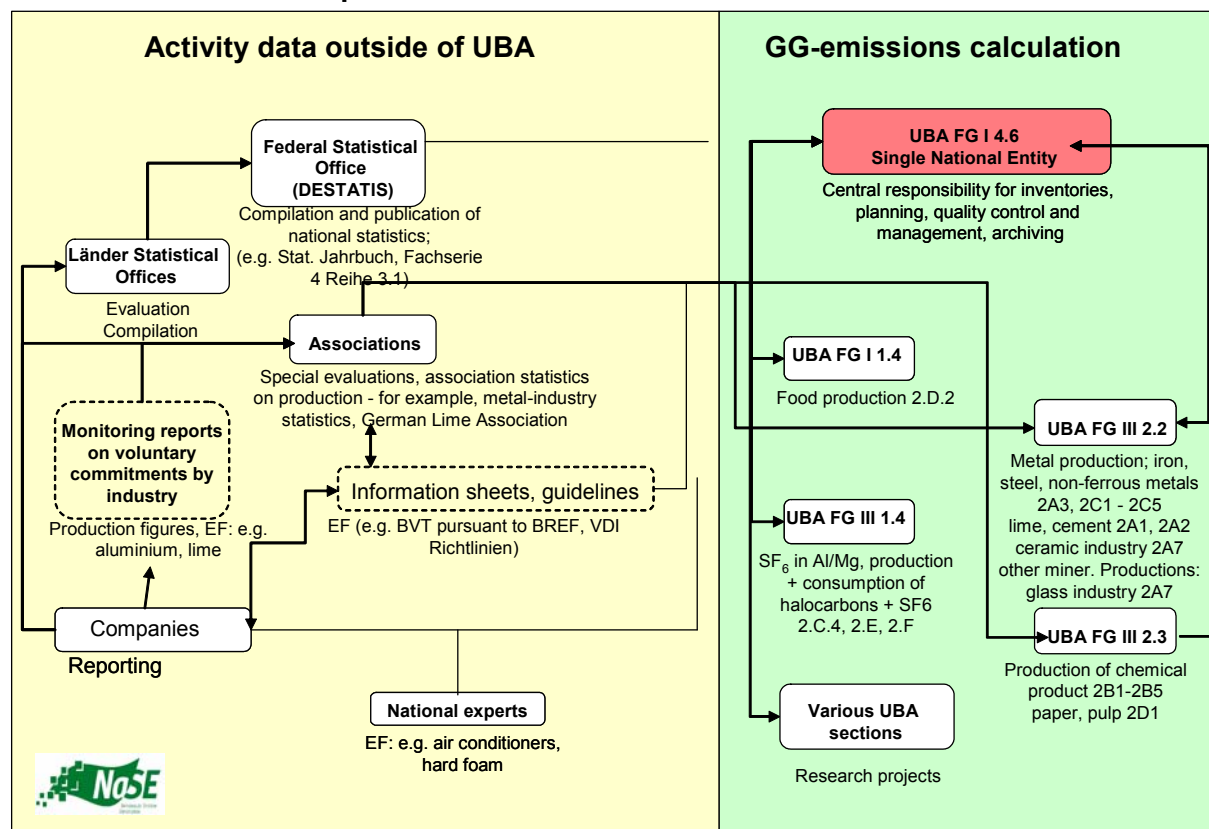 Activity data outside of UBA
Federal Statistical
Office
(DESTATIS)
Compilation and publication of
national statistics;
(e.g. Stat. Jahrbuch, Fachserie
4 Reihe 3.1)
Länder Statistical
Offices
Evaluation
Compilation
Associations
Special evaluations, association statistics
on production - for example, metal-industry
statistics, German Lime Association
Monitoring reports
on voluntary
commitments by
industry
Production figures, EF: e.g.
aluminium, lime
Information sheets, guidelines
EF (e.g. BVT pursuant to BREF, VDI
Richtlinien)
Companies
Reporting
National experts
EF: e.g. air conditioners,
hard foam
NaSE
GG-emissions calculation
UBA FG I 4.6
Single National Entity
Central responsibility for inventories,
planning, quality control and
management, archiving
UBA FG I 1.4
Food production 2.D.2
UBA FG III 2.2
Metal production; iron,
steel, non-ferrous metals
2A3, 2C1 - 2C5
lime, cement 2A1, 2A2
ceramic industry 2A7
other miner. Productions:
glass industry 2A7
UBA FG III 1.4
SF6 in Al/Mg, production
+ consumption of
halocarbons + SF6
2.C.4, 2.E, 2.F
UBA FG III 2.3
Production of chemical
product 2B1-2B5
paper, pulp 2D1
Various UBA
sections
Research projects